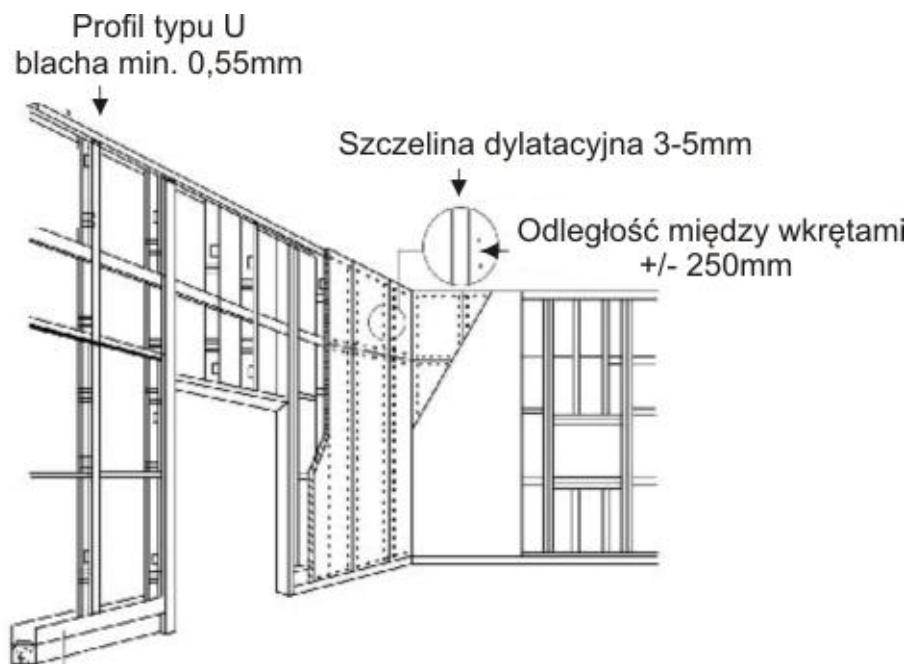 Profil typu U
blacha min. 0,55mm
Szczelina dylatacyjna 3-5mm
Odległość między wkrętami
+/- 250mm